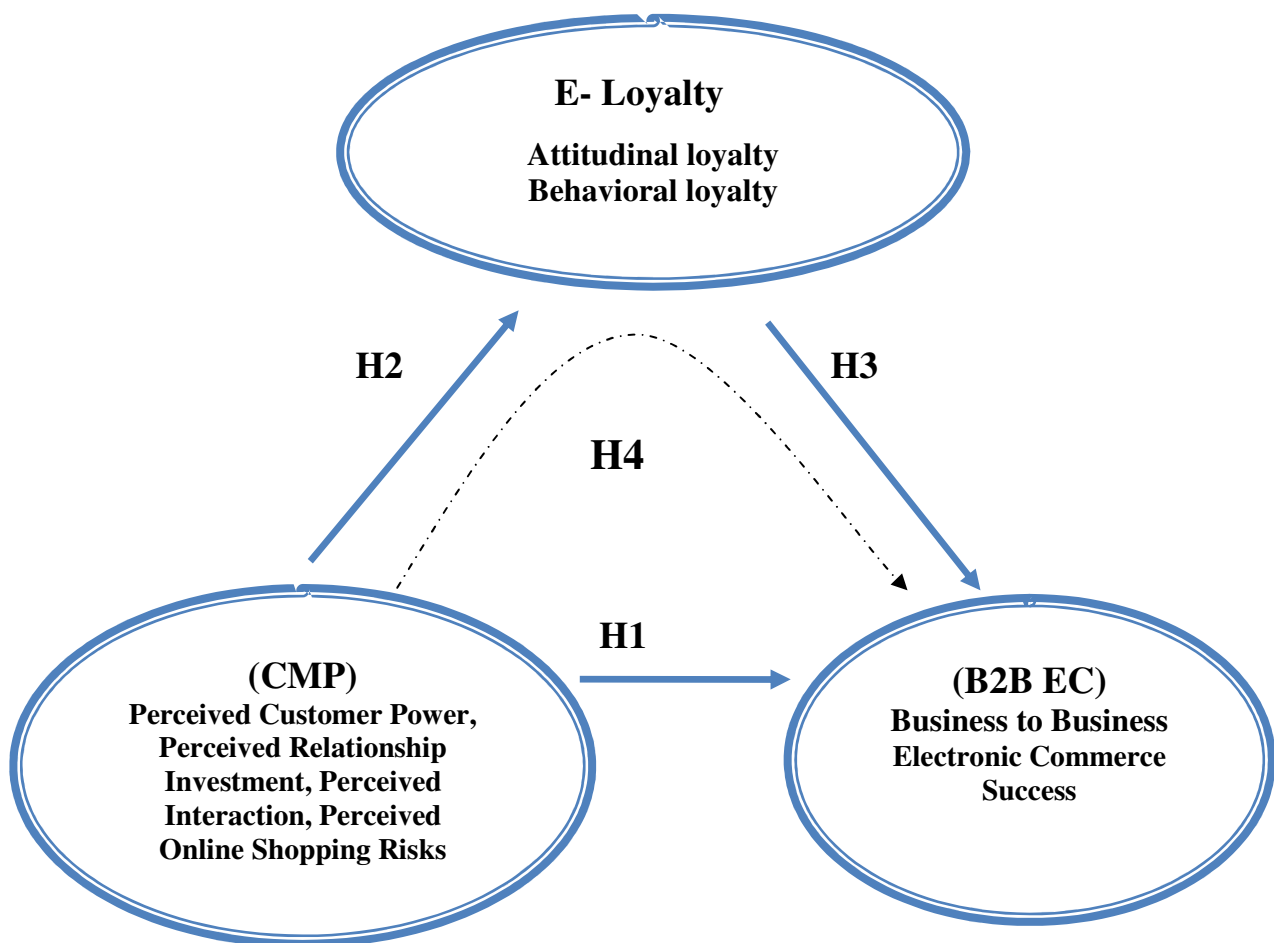 E- Loyalty
Attitudinal loyalty
Behavioral loyalty
H2
H3
H4
H1
(CMP)
Perceived Customer Power,
Perceived Relationship
Investment, Perceived
Interaction, Perceived
Online Shopping Risks
(B2B EC)
Business to Business
Electronic Commerce
Success